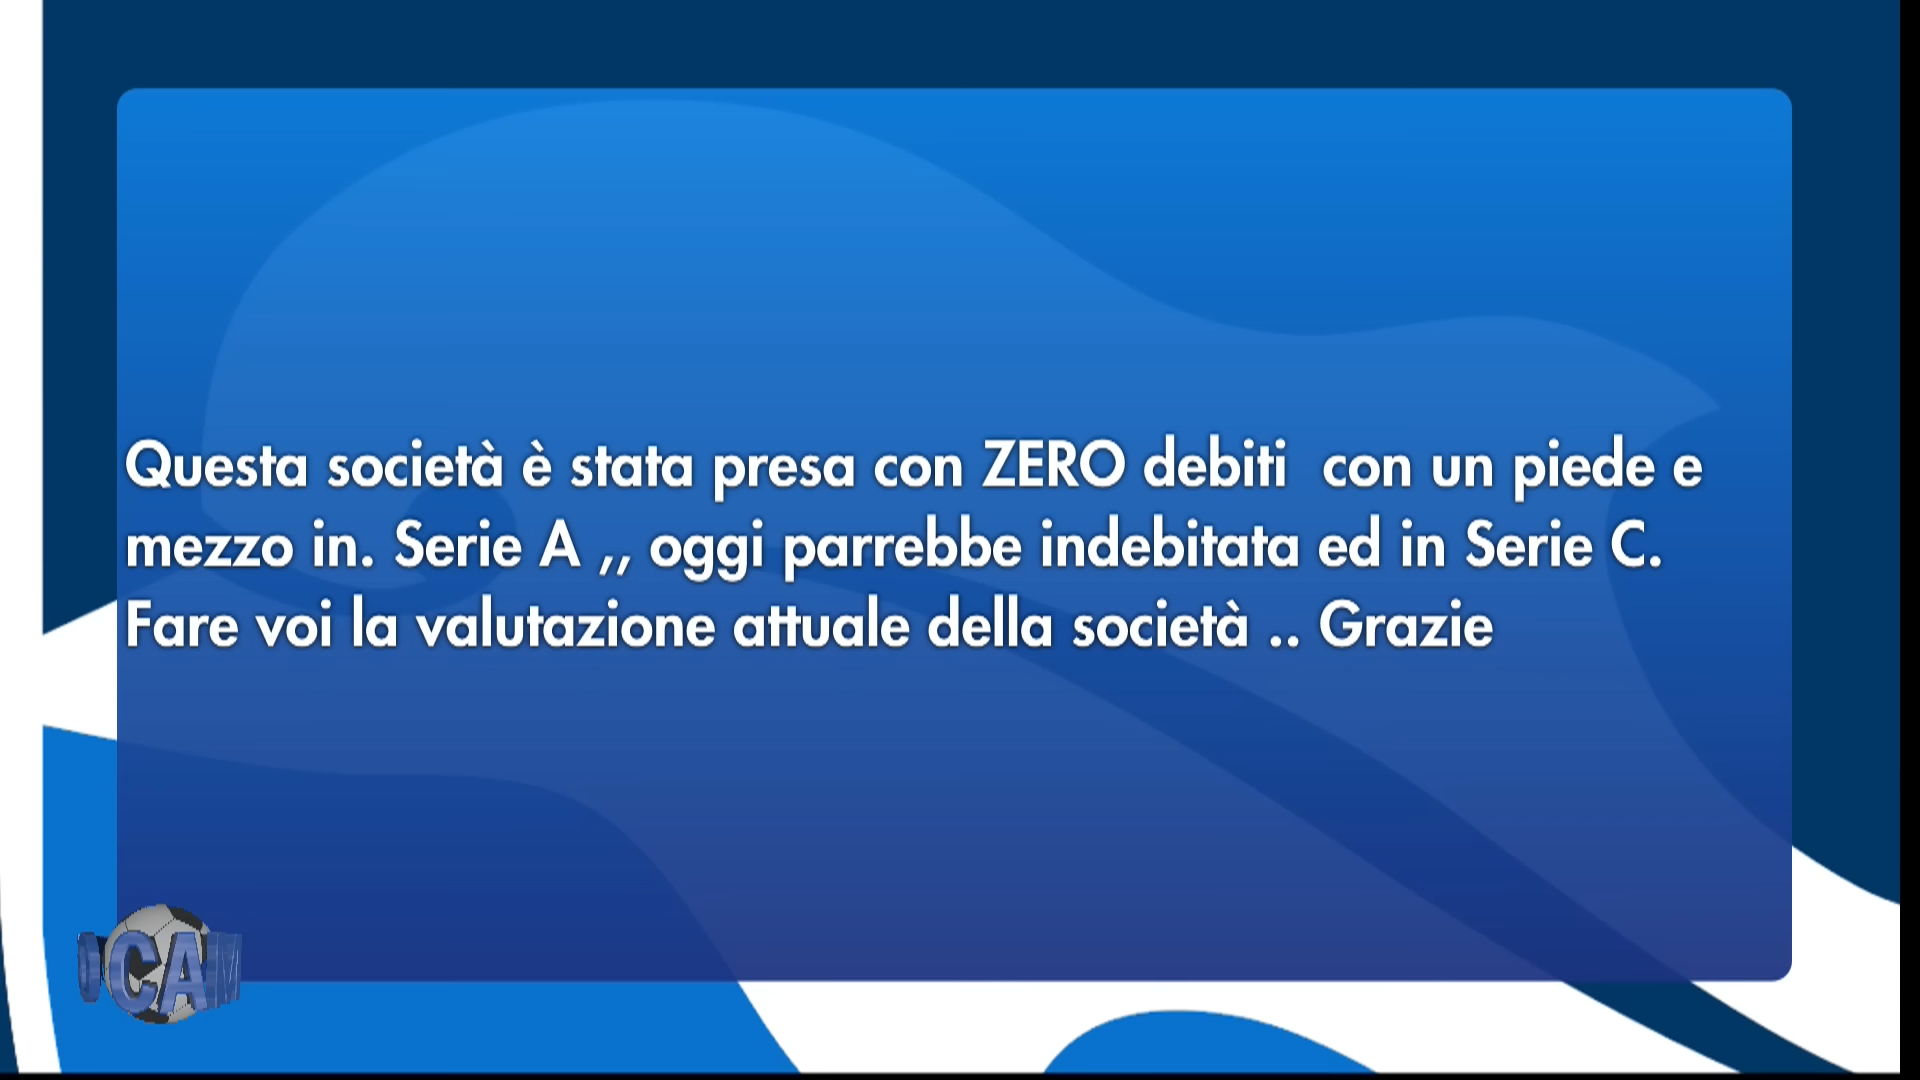 Questa società è stata presa con ZERO debiti  con un piede e
mezzo in. Serie A ,, oggi parrebbe indebitata ed in Serie C.
Fare voi la valutazione attuale della società .. Grazie
CAM